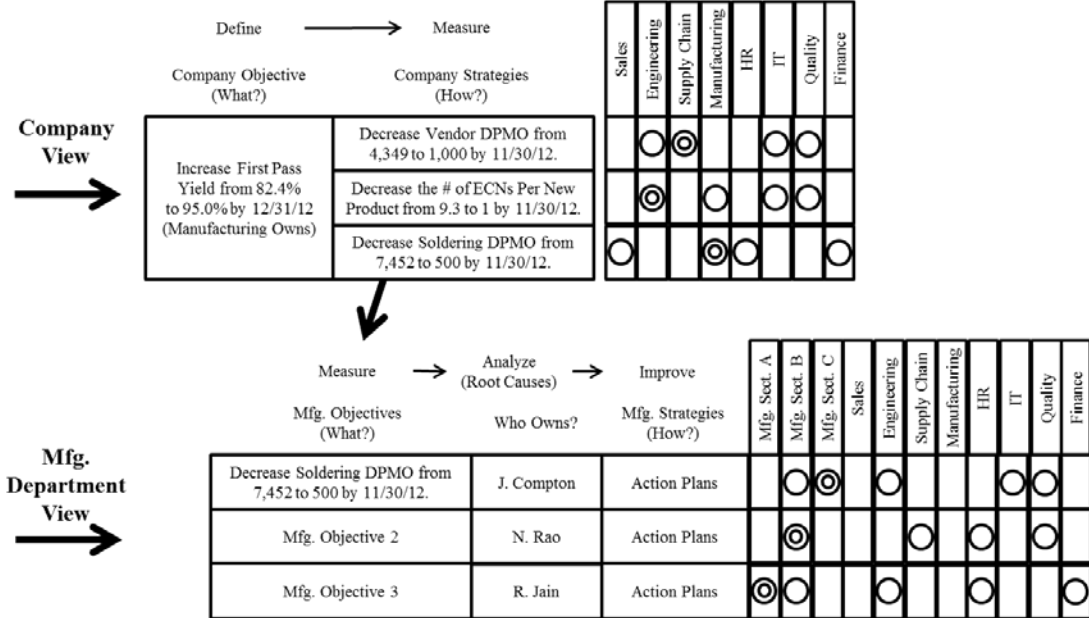 Define
Measure
Company Objective
(What?)
Company Strategies
(How?)
Sales
Engineering
Supply Chain
Manufacturing
HR
IT
Quality
Finance
Company
View
Increase First Pass
Yield from 82.4%
to 95.0% by 12/31/12
(Manufacturing Owns)
Decrease Vendor DPMO from
4,349 to 1,000 by 11/30/12.
Decrease the # of ECNs Per New
Product from 9.3 to 1 by 11/30/12.
Decrease Soldering DPMO from
7,452 to 500 by 11/30/12.
Measure
Analyze
(Root Causes)
Improve
Mfg. Objectives
(What?)
Who Owns?
Mfg. Strategies
(How?)
Mfg. Sect. A
Mfg. Sect. B
Mfg. Sect. C
Sales
Engineering
Supply Chain
Manufacturing
HR
IT
Quality
Finance
Mfg.
Department
View
Decrease Soldering DPMO from
7,452 to 500 by 11/30/12.
J. Compton
Action Plans
Mfg. Objective 2
N. Rao
Action Plans
Mfg. Objective 3
R. Jain
Action Plans